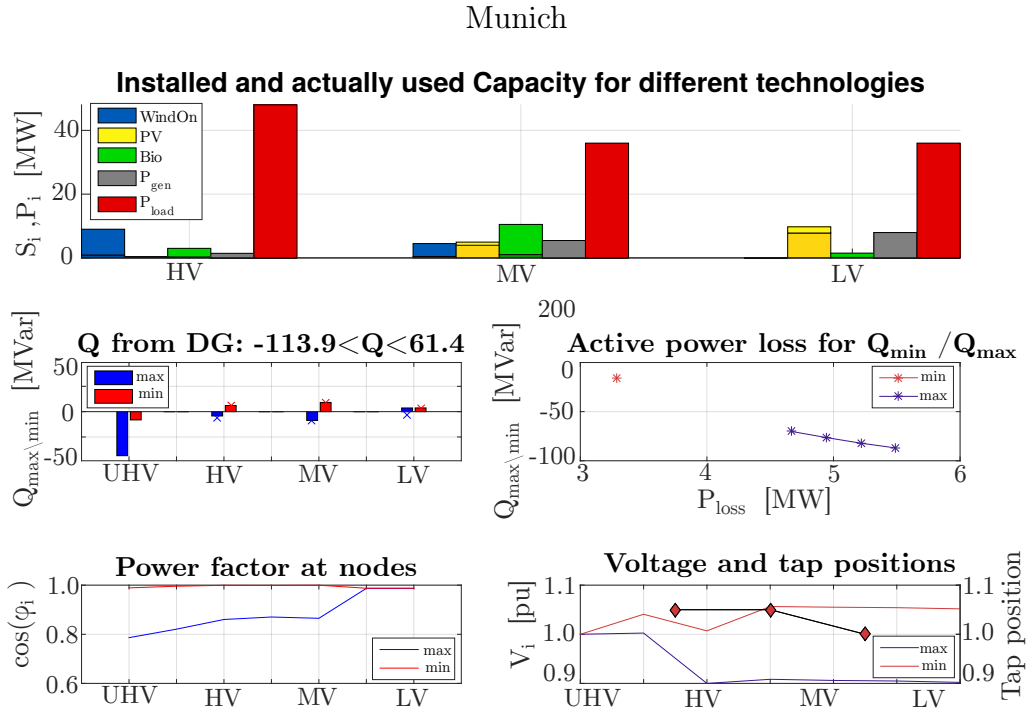 Munich
Installed and actually used Capacity for different technologies
S_i ,P_i [MW]
40
20
0
WindOn
PV
Bio
P_gen
P_load
HV
MV
LV
200
Q from DG: -113.9<Q<61.4
Q_max\min [MVar]
50
0
-50
max
min
UHV
HV
MV
LV
Active power loss for Q_min /Q_max
Q_max\min [MVar]
0
-50
-100
min
max
3
4
5
6
P_loss [MW]
Power factor at nodes
cos(φ_i )
1.0
0.8
0.6
max
min
UHV
HV
MV
LV
Voltage and tap positions
V_i [pu]
1.1
1.0
0.9
max
min
1.1
1.0
0.9
Tap position
UHV
HV
MV
LV